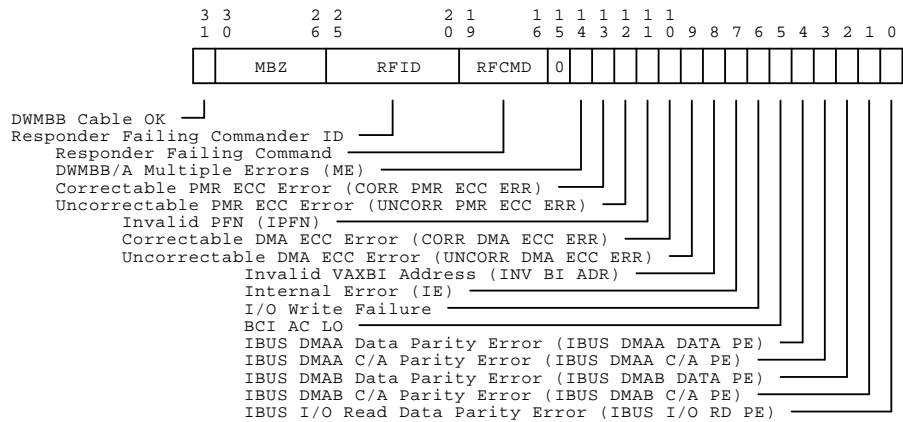 3 3 2 2 2 1 1 1 1 1 1 1 1
1 0 6 5 0 9 6 5 4 3 2 1 0 9 8 7 6 5 4 3 2 1 0
MBZ RFID RFCMD 0
DWMBB Cable OK
Responder Failing Commander ID
Responder Failing Command
DWMBB/A Multiple Errors (ME)
Correctable PMR ECC Error (CORR PMR ECC ERR)
Uncorrectable PMR ECC Error (UNCORR PMR ECC ERR)
Invalid PFN (IPFN)
Correctable DMA ECC Error (CORR DMA ECC ERR)
Uncorrectable DMA ECC Error (UNCORR DMA ECC ERR)
Invalid VAXBI Address (INV BI ADR)
Internal Error (IE)
I/O Write Failure
BCI AC LO
IBUS DMAA Data Parity Error (IBUS DMAA DATA PE)
IBUS DMAA C/A Parity Error (IBUS DMAA C/A PE)
IBUS DMAB Data Parity Error (IBUS DMAB DATA PE)
IBUS DMAB C/A Parity Error (IBUS DMAB C/A PE)
IBUS I/O Read Data Parity Error (IBUS I/O RD PE)